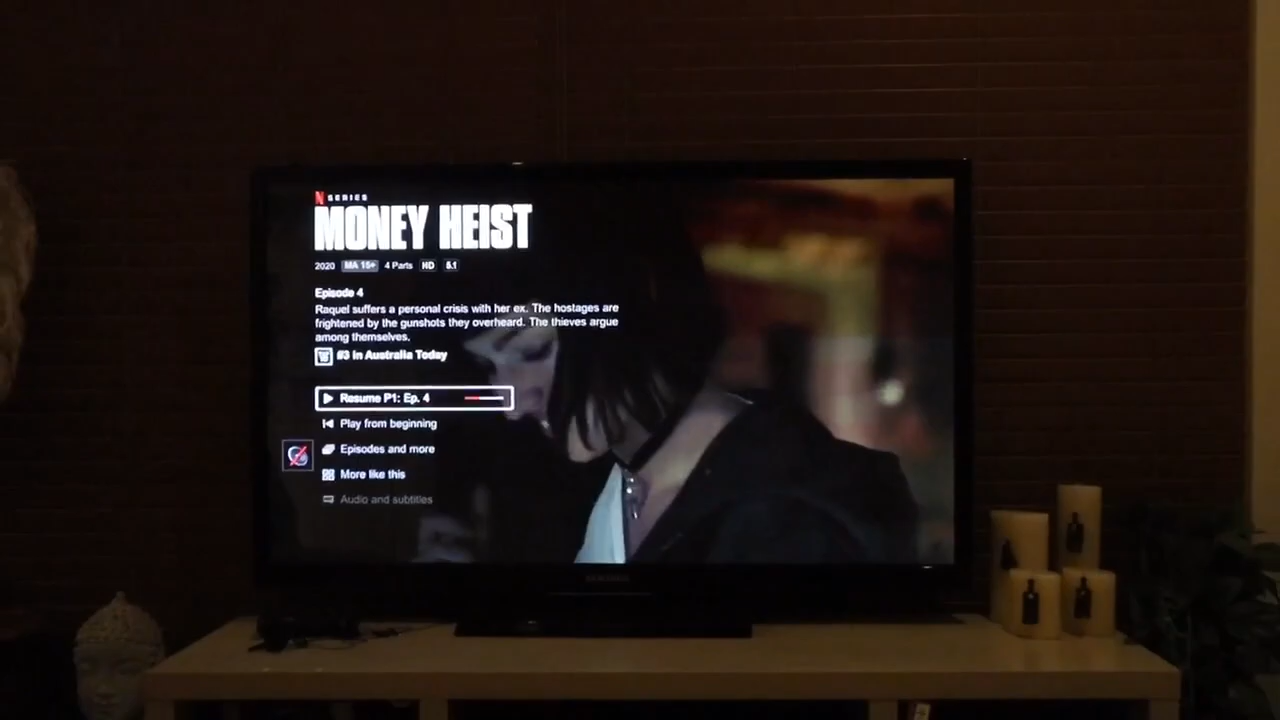 N SERIES
MONEY HEIST
2020 MA 15+ 4 Parts HD 5.1
Episode 4
Raquel suffers a personal crisis with her ex. The hostages are
frightened by the gunshots they overheard. The thieves argue
among themselves.
#3 in Australia Today
Resume P1: Ep. 4
Play from beginning
Episodes and more
More like this
Audio and subtitles